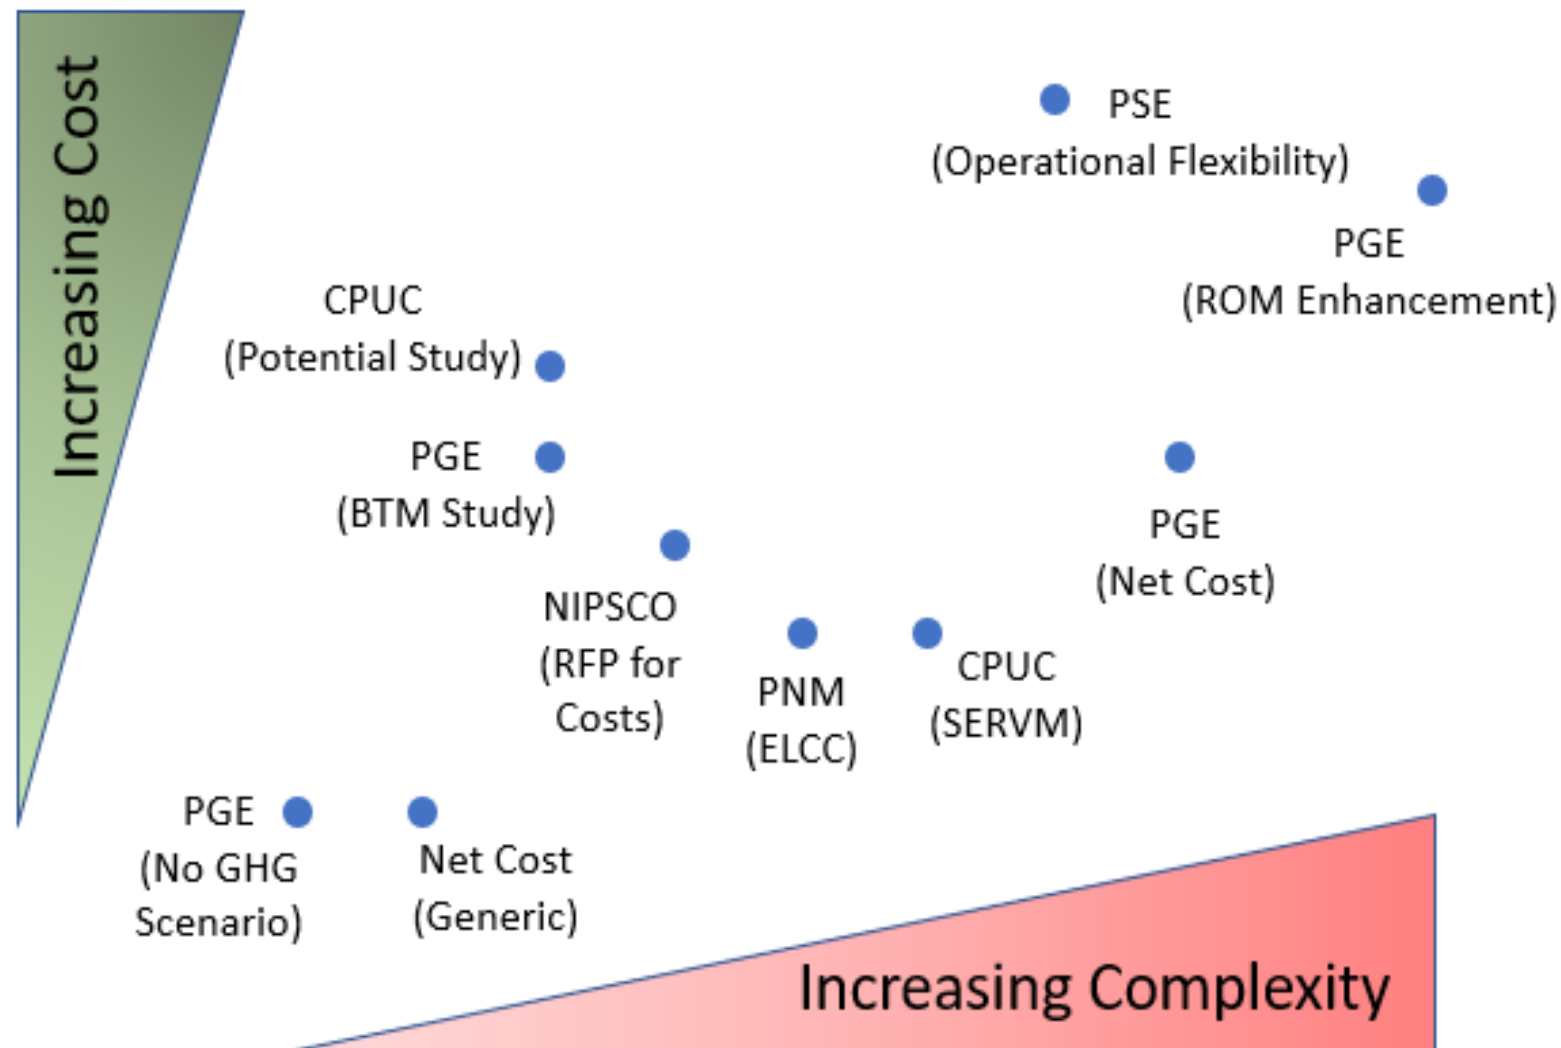 Increasing Cost
PSE
(Operational Flexibility)
PGE
(ROM Enhancement)
CPUC
(Potential Study)
PGE
(BTM Study)
NIPSCO
(RFP for
Costs)
PNM
(ELCC)
CPUC
(SERVM)
PGE
(Net Cost)
PGE
(No GHG
Scenario)
Net Cost
(Generic)
Increasing Complexity